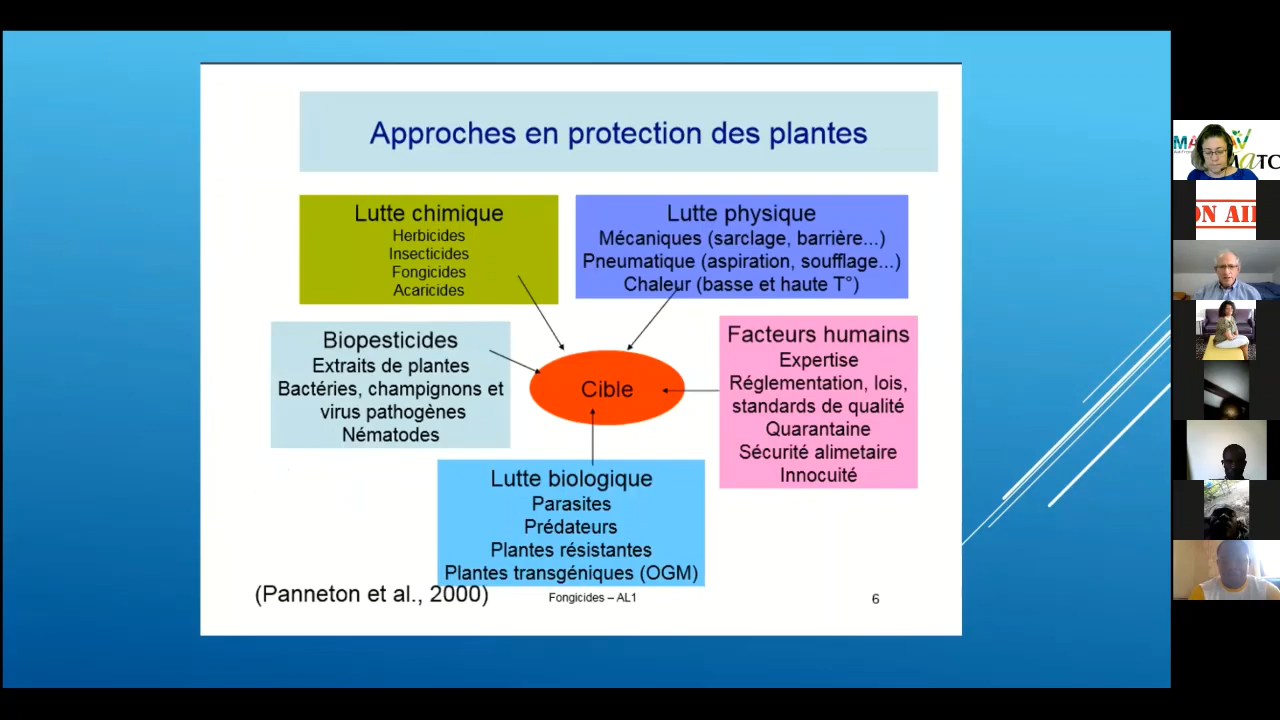 Approches en protection des plantes
Lutte chimique
Herbicides
Insecticides
Fongicides
Acaricides
Lutte physique
Mécaniques (sarclage, barrière...)
Pneumatique (aspiration, soufflage...)
Chaleur (basse et haute T°)
Biopesticides
Extraits de plantes
Bactéries, champignons et
virus pathogènes
Nématodes
Cible
Facteurs humains
Expertise
Réglementation, lois,
standards de qualité
Quarantaine
Sécurité alimetaire
Innocuité
Lutte biologique
Parasites
Prédateurs
Plantes résistantes
Plantes transgéniques (OGM)
(Panneton et al., 2000)
Fongicides – AL1
6
ON AI